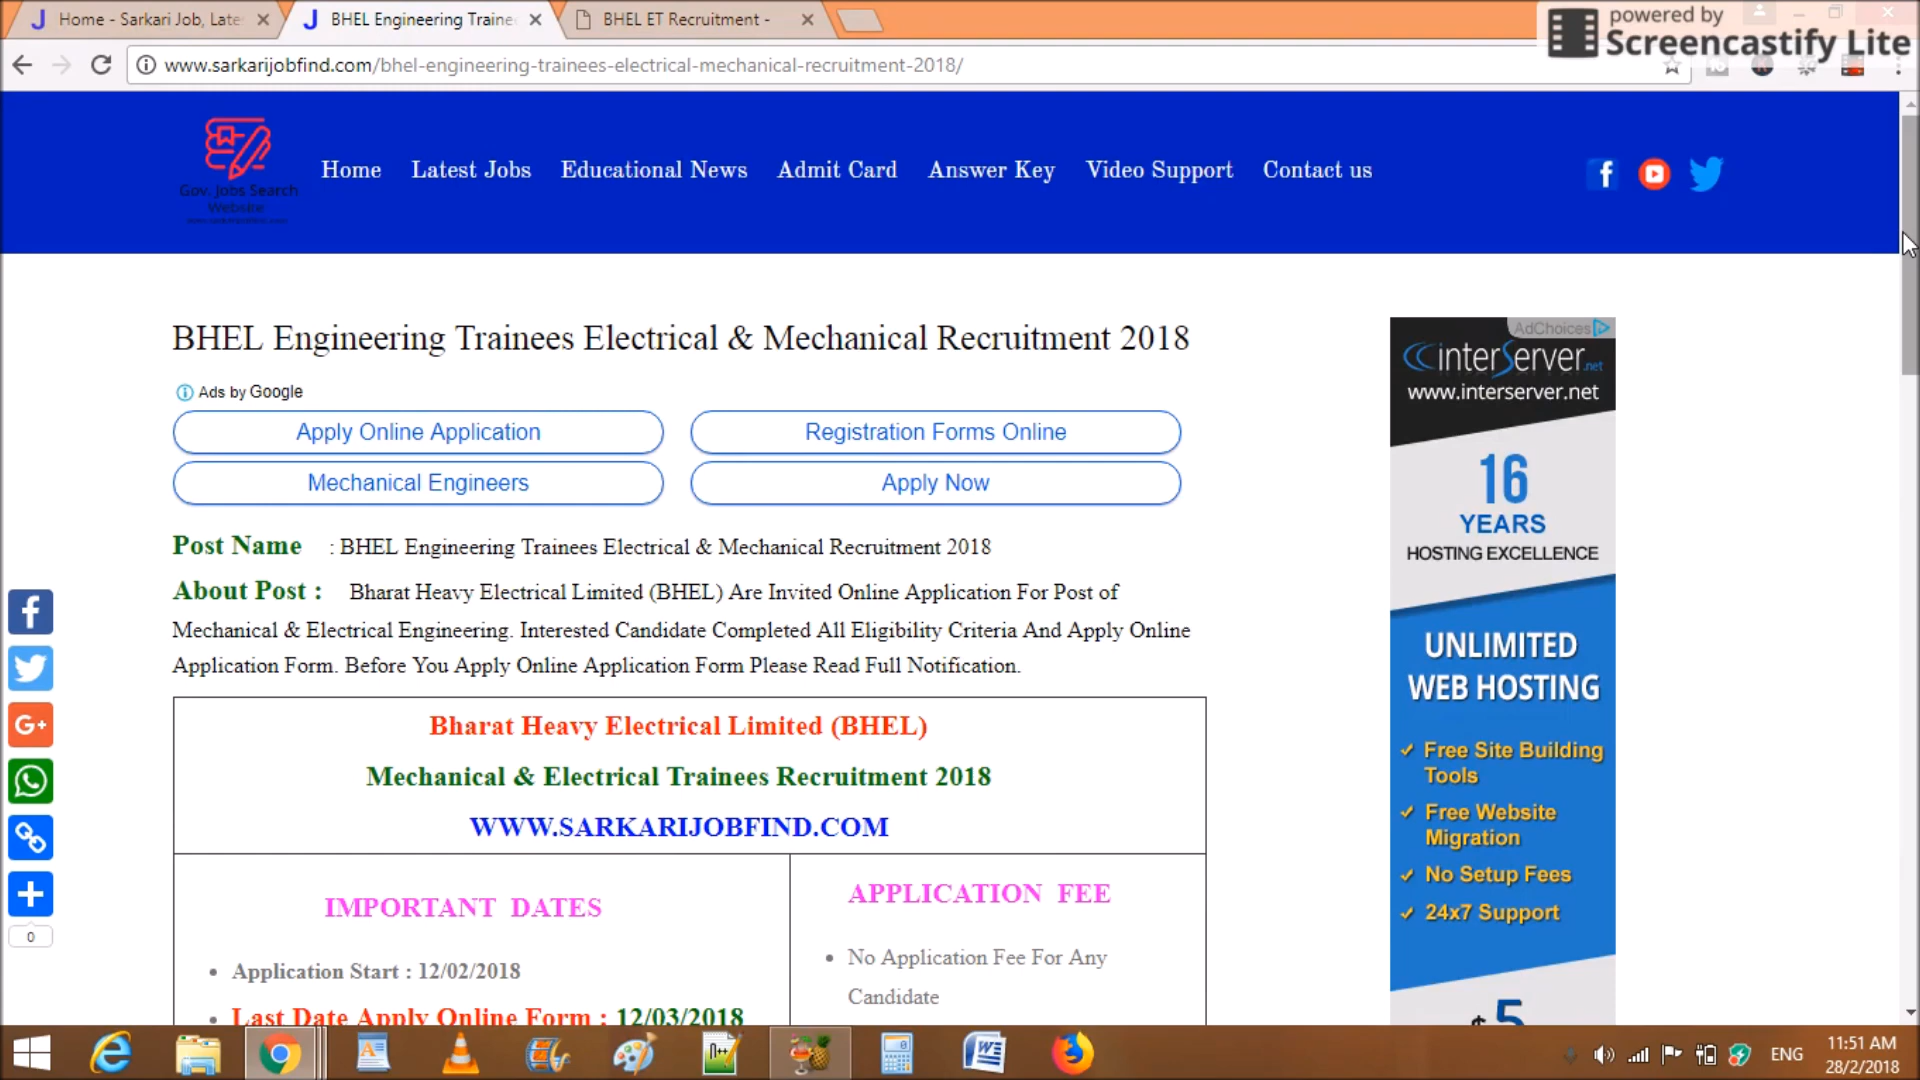 Home - Sarkari Job, Late
BHEL Engineering Traine
BHEL ET Recruitment -
powered by
Screencastify Lite
www.sarkarijobfind.com/bhel-engineering-trainees-electrical-mechanical-recruitment-2018/
Gov. Jobs Search
Website
Home
Latest Jobs
Educational News
Admit Card
Answer Key
Video Support
Contact us
BHEL Engineering Trainees Electrical & Mechanical Recruitment 2018
Ads by Google
Apply Online Application
Registration Forms Online
Mechanical Engineers
Apply Now
Post Name : BHEL Engineering Trainees Electrical & Mechanical Recruitment 2018
About Post : Bharat Heavy Electrical Limited (BHEL) Are Invited Online Application For Post of
Mechanical & Electrical Engineering. Interested Candidate Completed All Eligibility Criteria And Apply Online
Application Form. Before You Apply Online Application Form Please Read Full Notification.
Bharat Heavy Electrical Limited (BHEL)
Mechanical & Electrical Trainees Recruitment 2018
WWW.SARKARIJOBFIND.COM
IMPORTANT DATES
• Application Start : 12/02/2018
• Last Date Apply Online Form : 12/03/2018
APPLICATION FEE
• No Application Fee For Any
Candidate
AdChoices
interServer.net
www.interserver.net
16
YEARS
HOSTING EXCELLENCE
UNLIMITED
WEB HOSTING
✓ Free Site Building
Tools
✓ Free Website
Migration
✓ No Setup Fees
✓ 24x7 Support
$5
G+
0
ENG
11:51 AM
28/2/2018